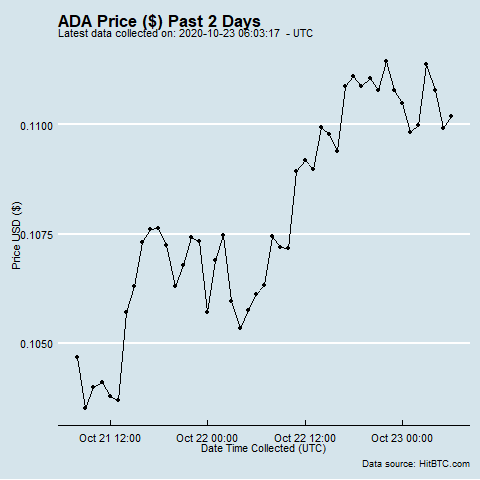 ADA Price ($) Past 2 Days
Latest data collected on: 2020-10-23 06:03:17 - UTC
0.1100
0.1075
0.1050
Price USD ($)
Oct 21 12:00 Oct 22 00:00 Oct 22 12:00 Oct 23 00:00
Date Time Collected (UTC)
Data source: HitBTC.com